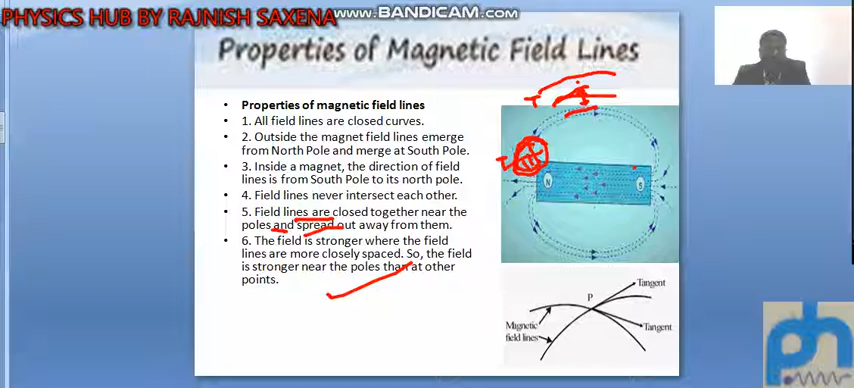 PHYSICS HUB BY RAJNISH SAXENA
www.BANDICAM.com
Properties of Magnetic Field Lines
• Properties of magnetic field lines
• 1. All field lines are closed curves.
• 2. Outside the magnet field lines emerge
from North Pole and merge at South Pole.
• 3. Inside a magnet, the direction of field
lines is from South Pole to its north pole.
• 4. Field lines never intersect each other.
• 5. Field lines are closed together near the
poles and spread out away from them.
• 6. The field is stronger where the field
lines are more closely spaced. So, the field
is stronger near the poles than at other
points.
N
S
P
Tangent
Tangent
Magnetic
field lines
ph